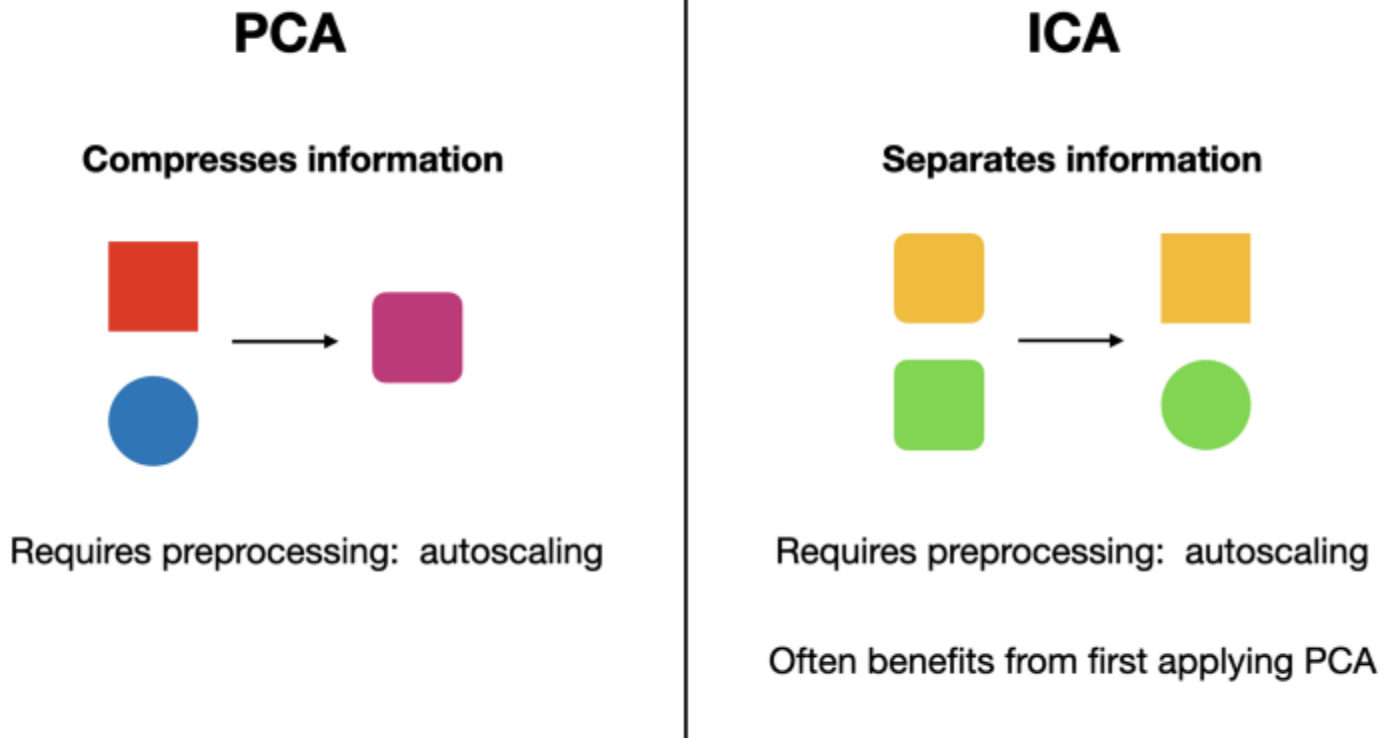 PCA
Compresses information
Requires preprocessing:  autoscaling
ICA
Separates information
Requires preprocessing:  autoscaling
Often benefits from first applying PCA